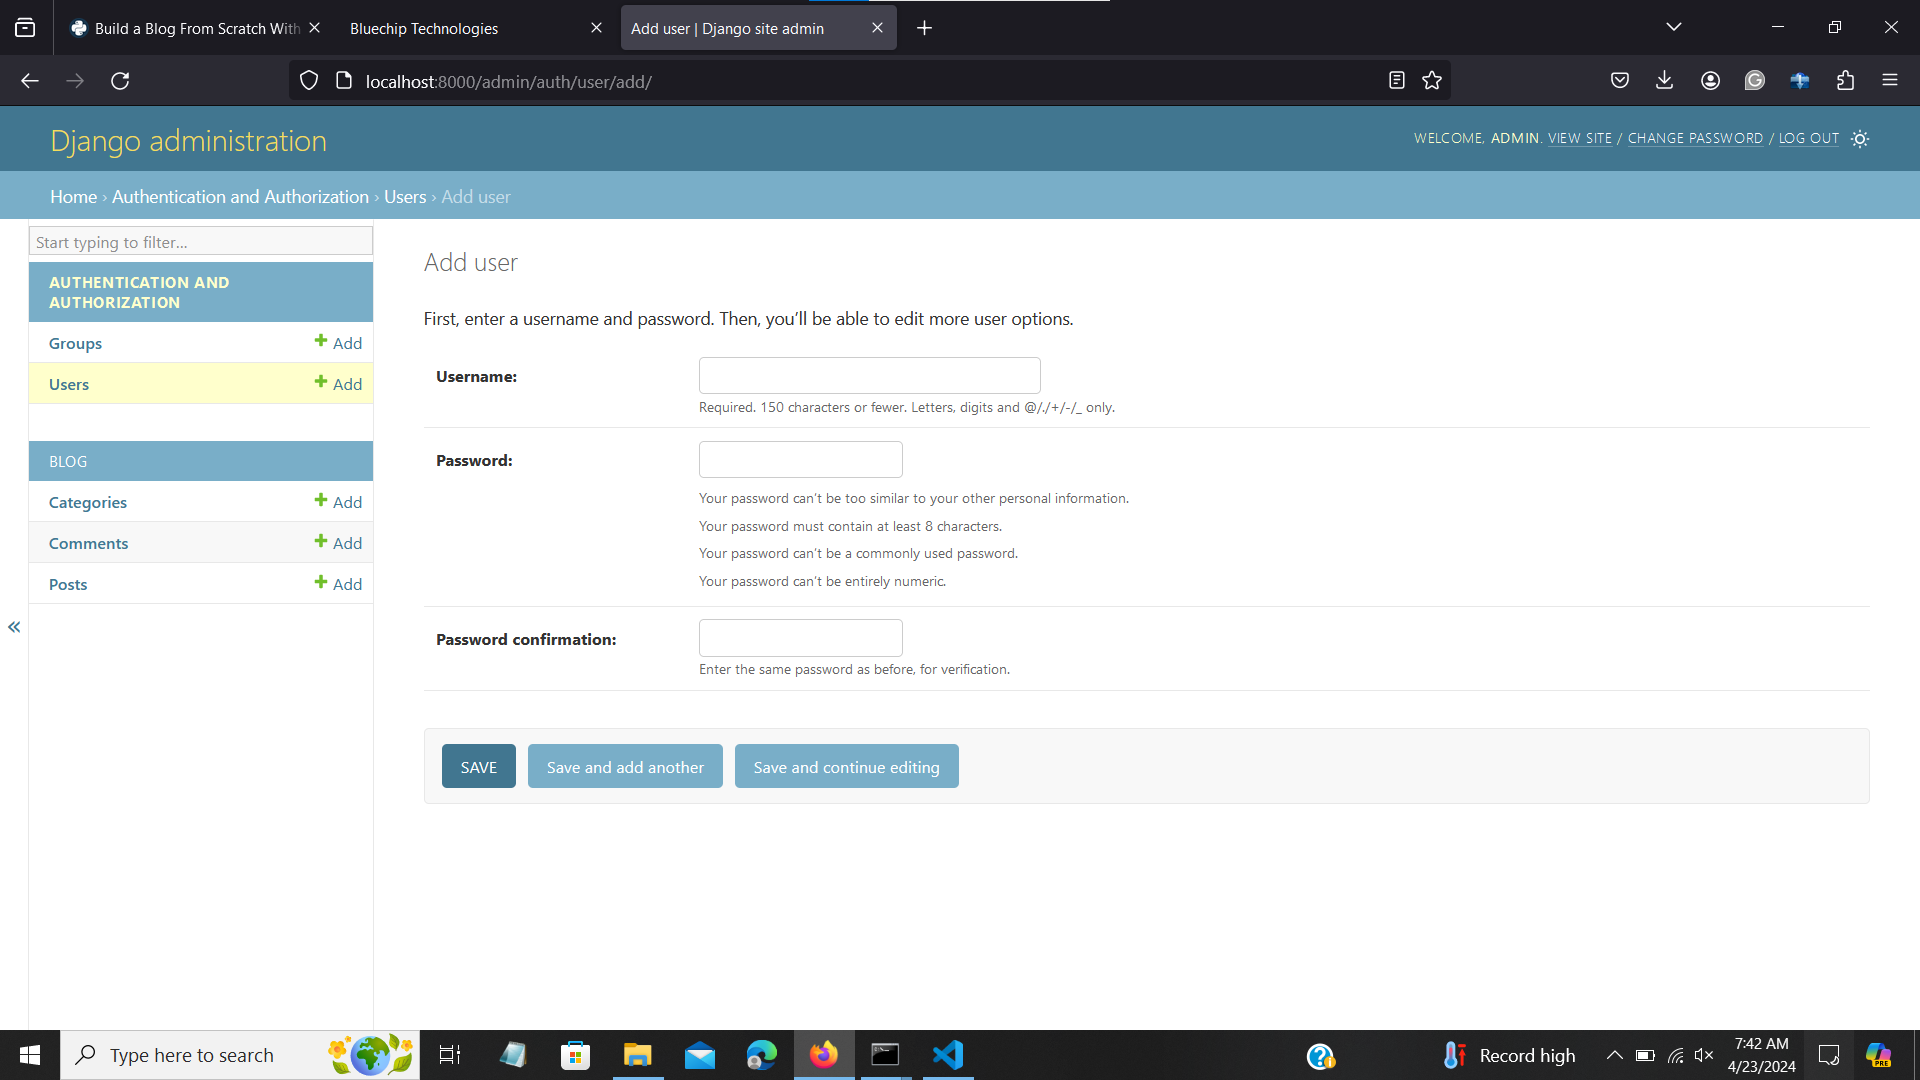 Build a Blog From Scratch With
Bluechip Technologies
Add user | Django site admin
localhost:8000/admin/auth/user/add/
Django administration
WELCOME, ADMIN. VIEW SITE / CHANGE PASSWORD / LOG OUT
Home › Authentication and Authorization › Users › Add user
Start typing to filter...
AUTHENTICATION AND
AUTHORIZATION
Groups
Add
Users
Add
BLOG
Categories
Add
Comments
Add
Posts
Add
«
Add user
First, enter a username and password. Then, you’ll be able to edit more user options.
Username:
Required. 150 characters or fewer. Letters, digits and @/./+/-/_ only.
Password:
Your password can’t be too similar to your other personal information.
Your password must contain at least 8 characters.
Your password can’t be a commonly used password.
Your password can’t be entirely numeric.
Password confirmation:
Enter the same password as before, for verification.
SAVE
Save and add another
Save and continue editing
Type here to search
Record high
7:42 AM
4/23/2024
PRE